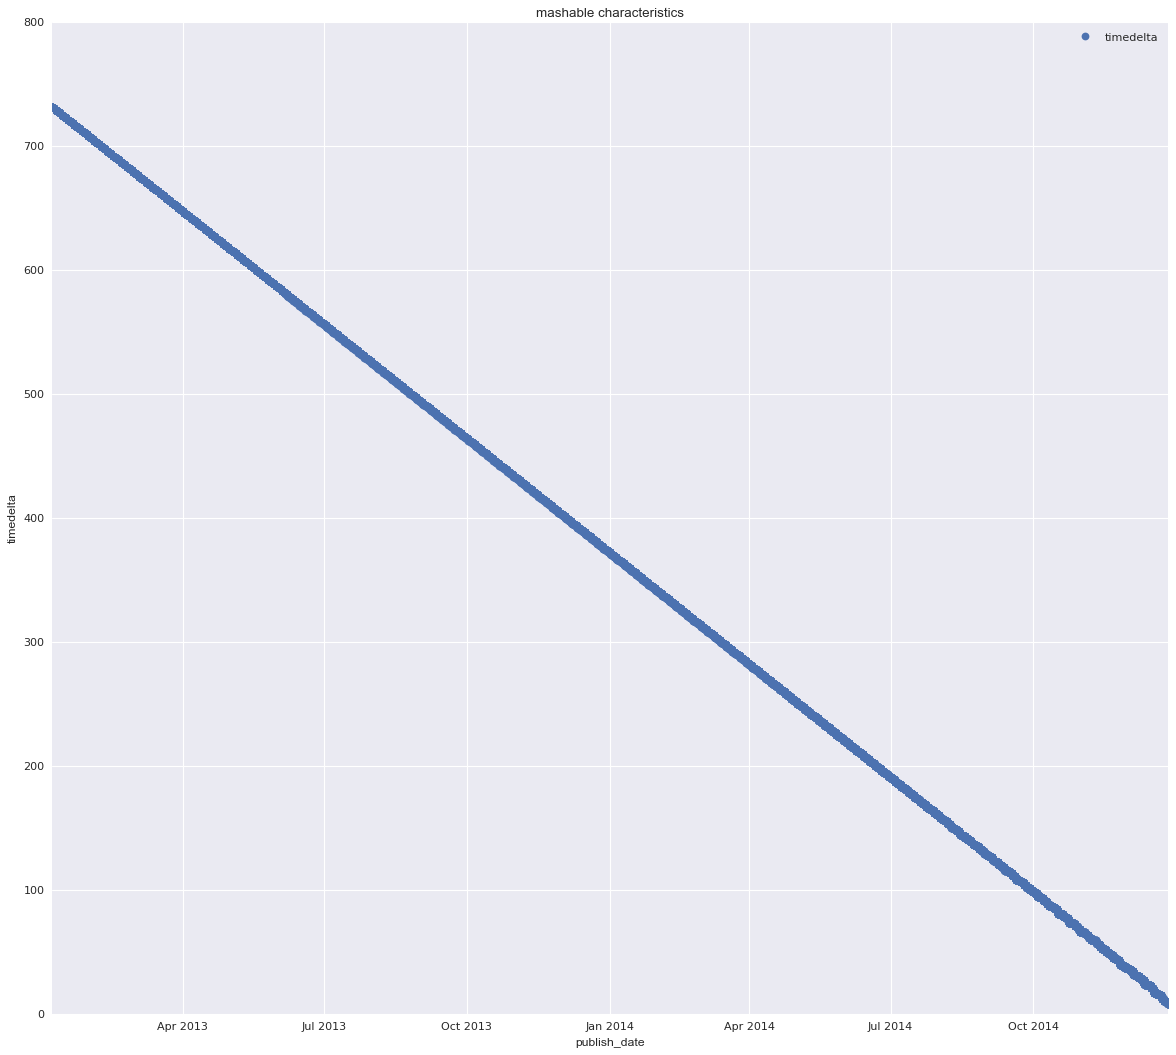 mashable characteristics
timedelta
800
700
600
500
400
300
200
100
0
timedelta
Apr 2013
Jul 2013
Oct 2013
Jan 2014
Apr 2014
Jul 2014
Oct 2014
publish_date